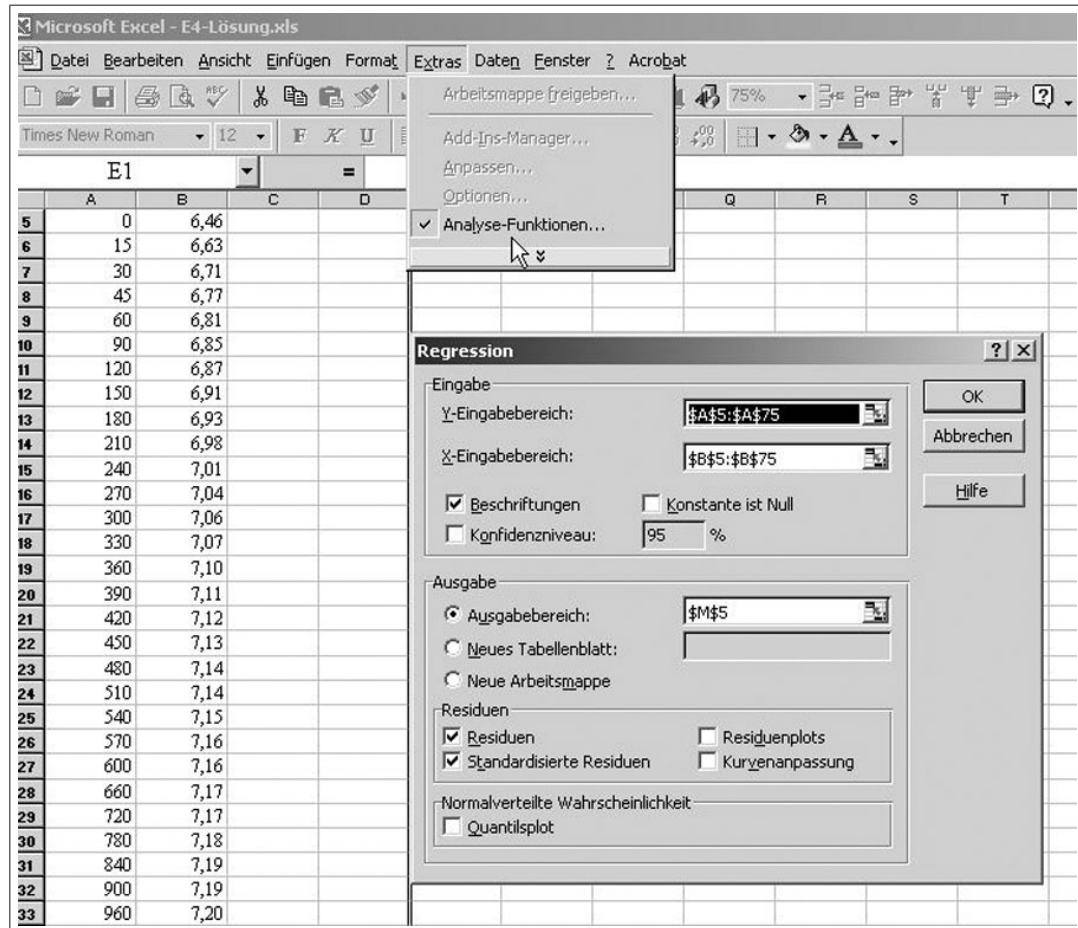 Microsoft Excel - E4-Lösung.xls
Datei Bearbeiten Ansicht Einfügen Format Extras Daten Fenster ? Acrobat
75%
Times New Roman 12 F K U
E1 =
Arbeitsmappe freigeben...
Add-Ins-Manager...
Anpassen...
Optionen...
Analyse-Funktionen...
A B C D Q R S T
5 0 6,46
6 15 6,63
7 30 6,71
8 45 6,77
9 60 6,81
10 90 6,85
11 120 6,87
12 150 6,91
13 180 6,93
14 210 6,98
15 240 7,01
16 270 7,04
17 300 7,06
18 330 7,07
19 360 7,10
20 390 7,11
21 420 7,12
22 450 7,13
23 480 7,14
24 510 7,14
25 540 7,15
26 570 7,16
27 600 7,16
28 660 7,17
29 720 7,17
30 780 7,18
31 840 7,19
32 900 7,19
33 960 7,20
Regression
Eingabe
Y-Eingabebereich: $A$5:$A$75
X-Eingabebereich: $B$5:$B$75
Beschriftungen Konstante ist Null
Konfidenzniveau: 95 %
Ausgabe
Ausgabebereich: $M$5
Neues Tabellenblatt:
Neue Arbeitsmappe
Residuen
Residuen Residuenplots
Standardisierte Residuen Kurvenanpassung
Normalverteilte Wahrscheinlichkeit
Quantilsplot
OK
Abbrechen
Hilfe